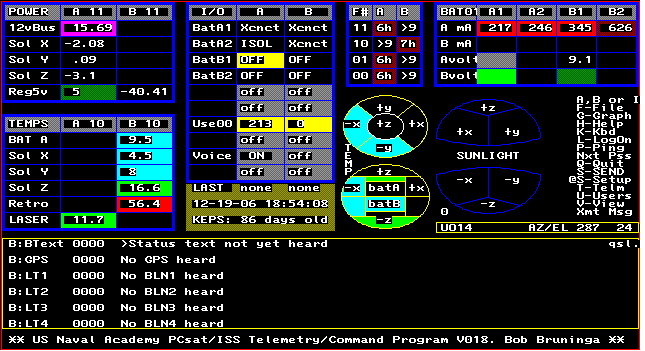 POWER A 11 B 11
12vBus 15.69
Sol X -2.08
Sol Y .09
Sol Z -3.1
Reg5v 5 -40.41
TEMPS A 10 B 10
BAT A 9.5
Sol X 4.5
Sol Y 8
Sol Z 16.6
Retro 56.4
LASER 11.7
I/O A B
BatA1 Xcnct Xcnct
BatA2 ISOL Xcnct
BatB1 OFF OFF
BatB2 OFF OFF
off off
off off
Use00 213 0
off off
Voice ON off
off off
LAST none none
12-19-06 18:54:08
KEPS: 86 days old
F# A B
11 6h >9
10 >9 7h
01 6h >9
00 6h >9
+y
-x +z +x
-y
TEMP
+z
-x batA +x
batB
-z
BATO1 A1 A2 B1 B2
A mA 217 246 345 626
B mA
Avolt 9.1
Bvolt
+z
+x +y
SUNLIGHT
-x -y
-z
0
UO14 AZ/EL 287 24
A,B, or I
F-File
G-Graph
H-Help
K-Kbd
L-LogOn
P-Ping
Nxt Pss
Q-Quit
S-SEND
@S-Setup
T-Telm
U-Users
V-View
Xmt Msg
B:BText 0000 >Status text not yet heard qsl.
B:GPS 0000 No GPS heard
B:LT1 0000 No BLN1 heard
B:LT2 0000 No BLN2 heard
B:LT3 0000 No BLN3 heard
B:LT4 0000 No BLN4 heard
** US Naval Academy PCsat/ISS Telemetry/Command Program V018. Bob Bruninga **